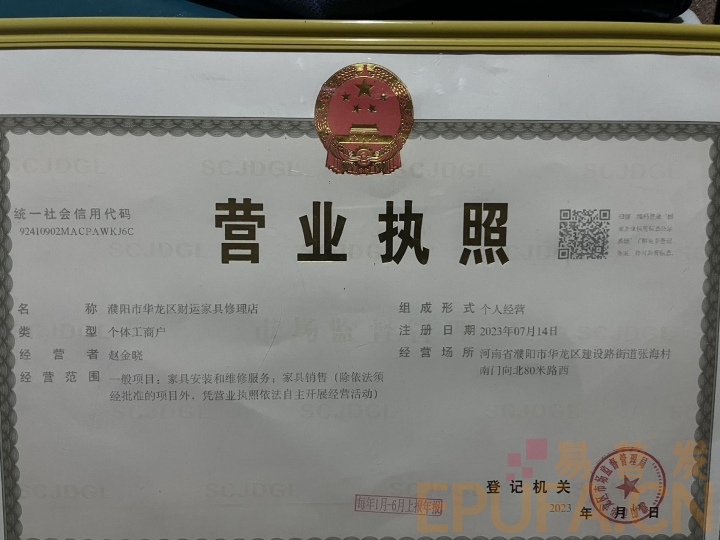 SCJDGL
SCJDGL
统一社会信用代码
92410902MACPAWKJ6C
营业执照
名称 濮阳市华龙区财运家具修理店
类型 个体工商户
经营者 赵金晓
经营范围 一般项目：家具安装和维修服务；家具销售（除依法须
经批准的项目外，凭营业执照依法自主开展经营活动）
组成形式 个人经营
注册日期 2023年07月14日
经营场所 河南省濮阳市华龙区建设路街道张海村
南门向北80米路西
登记机关
2023 年 月 日
每年1月-6月上报年报
易普发
EPUFA.CN